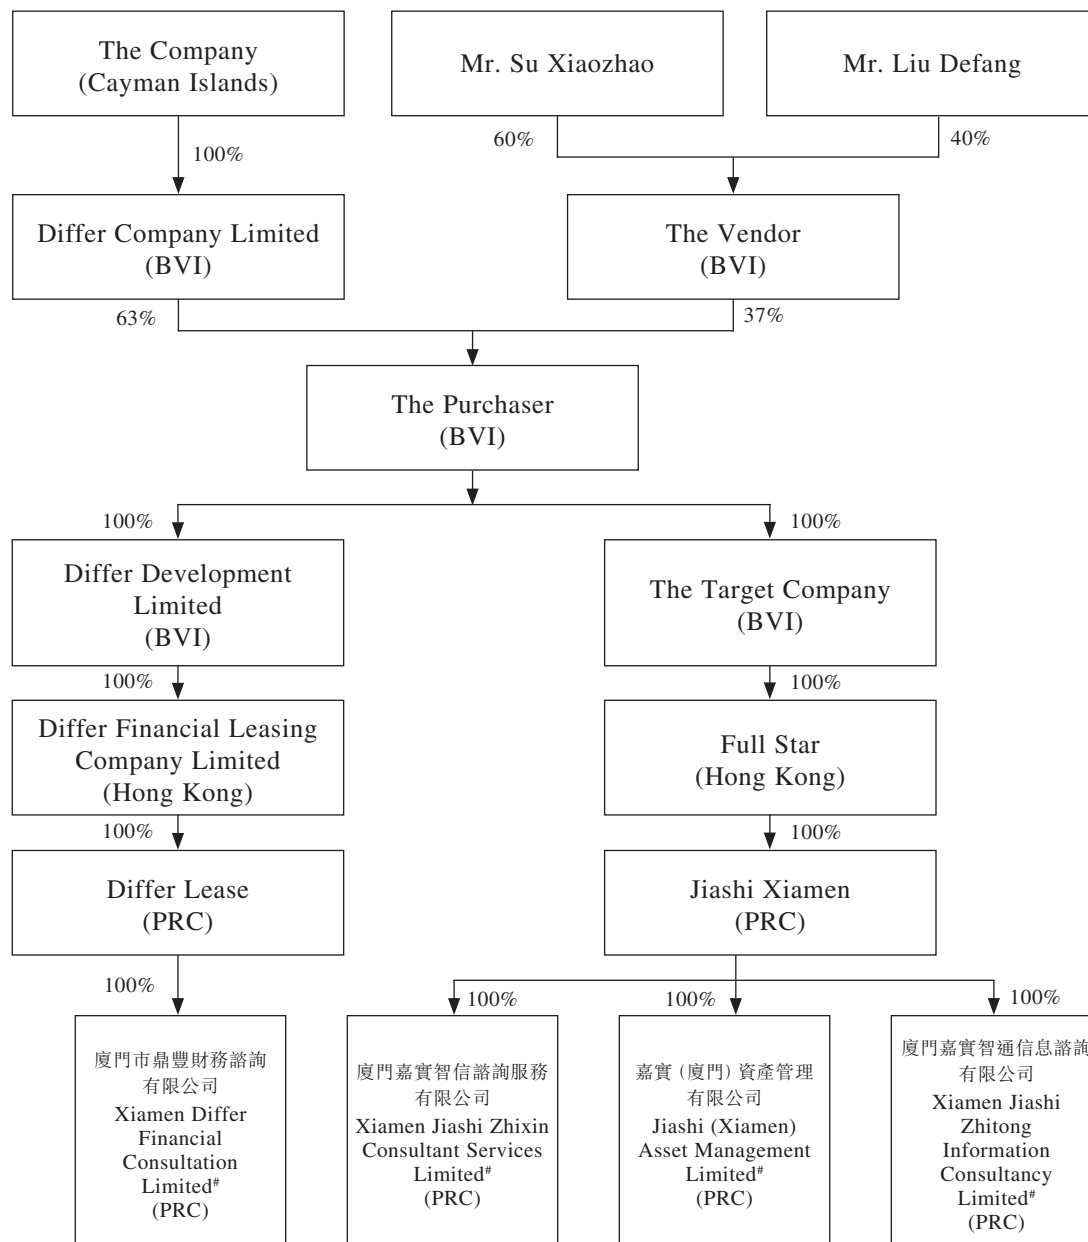 The Company
(Cayman Islands)
Mr. Su Xiaozhao
Mr. Liu Defang
100%
60%
40%
Differ Company Limited
(BVI)
The Vendor
(BVI)
63%
37%
The Purchaser
(BVI)
100%
100%
Differ Development
Limited
(BVI)
The Target Company
(BVI)
100%
100%
Differ Financial Leasing
Company Limited
(Hong Kong)
Full Star
(Hong Kong)
100%
100%
Differ Lease
(PRC)
Jiashi Xiamen
(PRC)
100%
100%
100%
100%
廈門市鼎豐財務諮詢
有限公司
Xiamen Differ
Financial
Consultation
Limited#
(PRC)
廈門嘉實智信諮詢服務
有限公司
Xiamen Jiashi Zhixin
Consultant Services
Limited#
(PRC)
嘉實(廈門)資產管理
有限公司
Jiashi (Xiamen)
Asset Management
Limited#
(PRC)
廈門嘉實智通信息諮詢
有限公司
Xiamen Jiashi
Zhitong
Information
Consultancy
Limited#
(PRC)